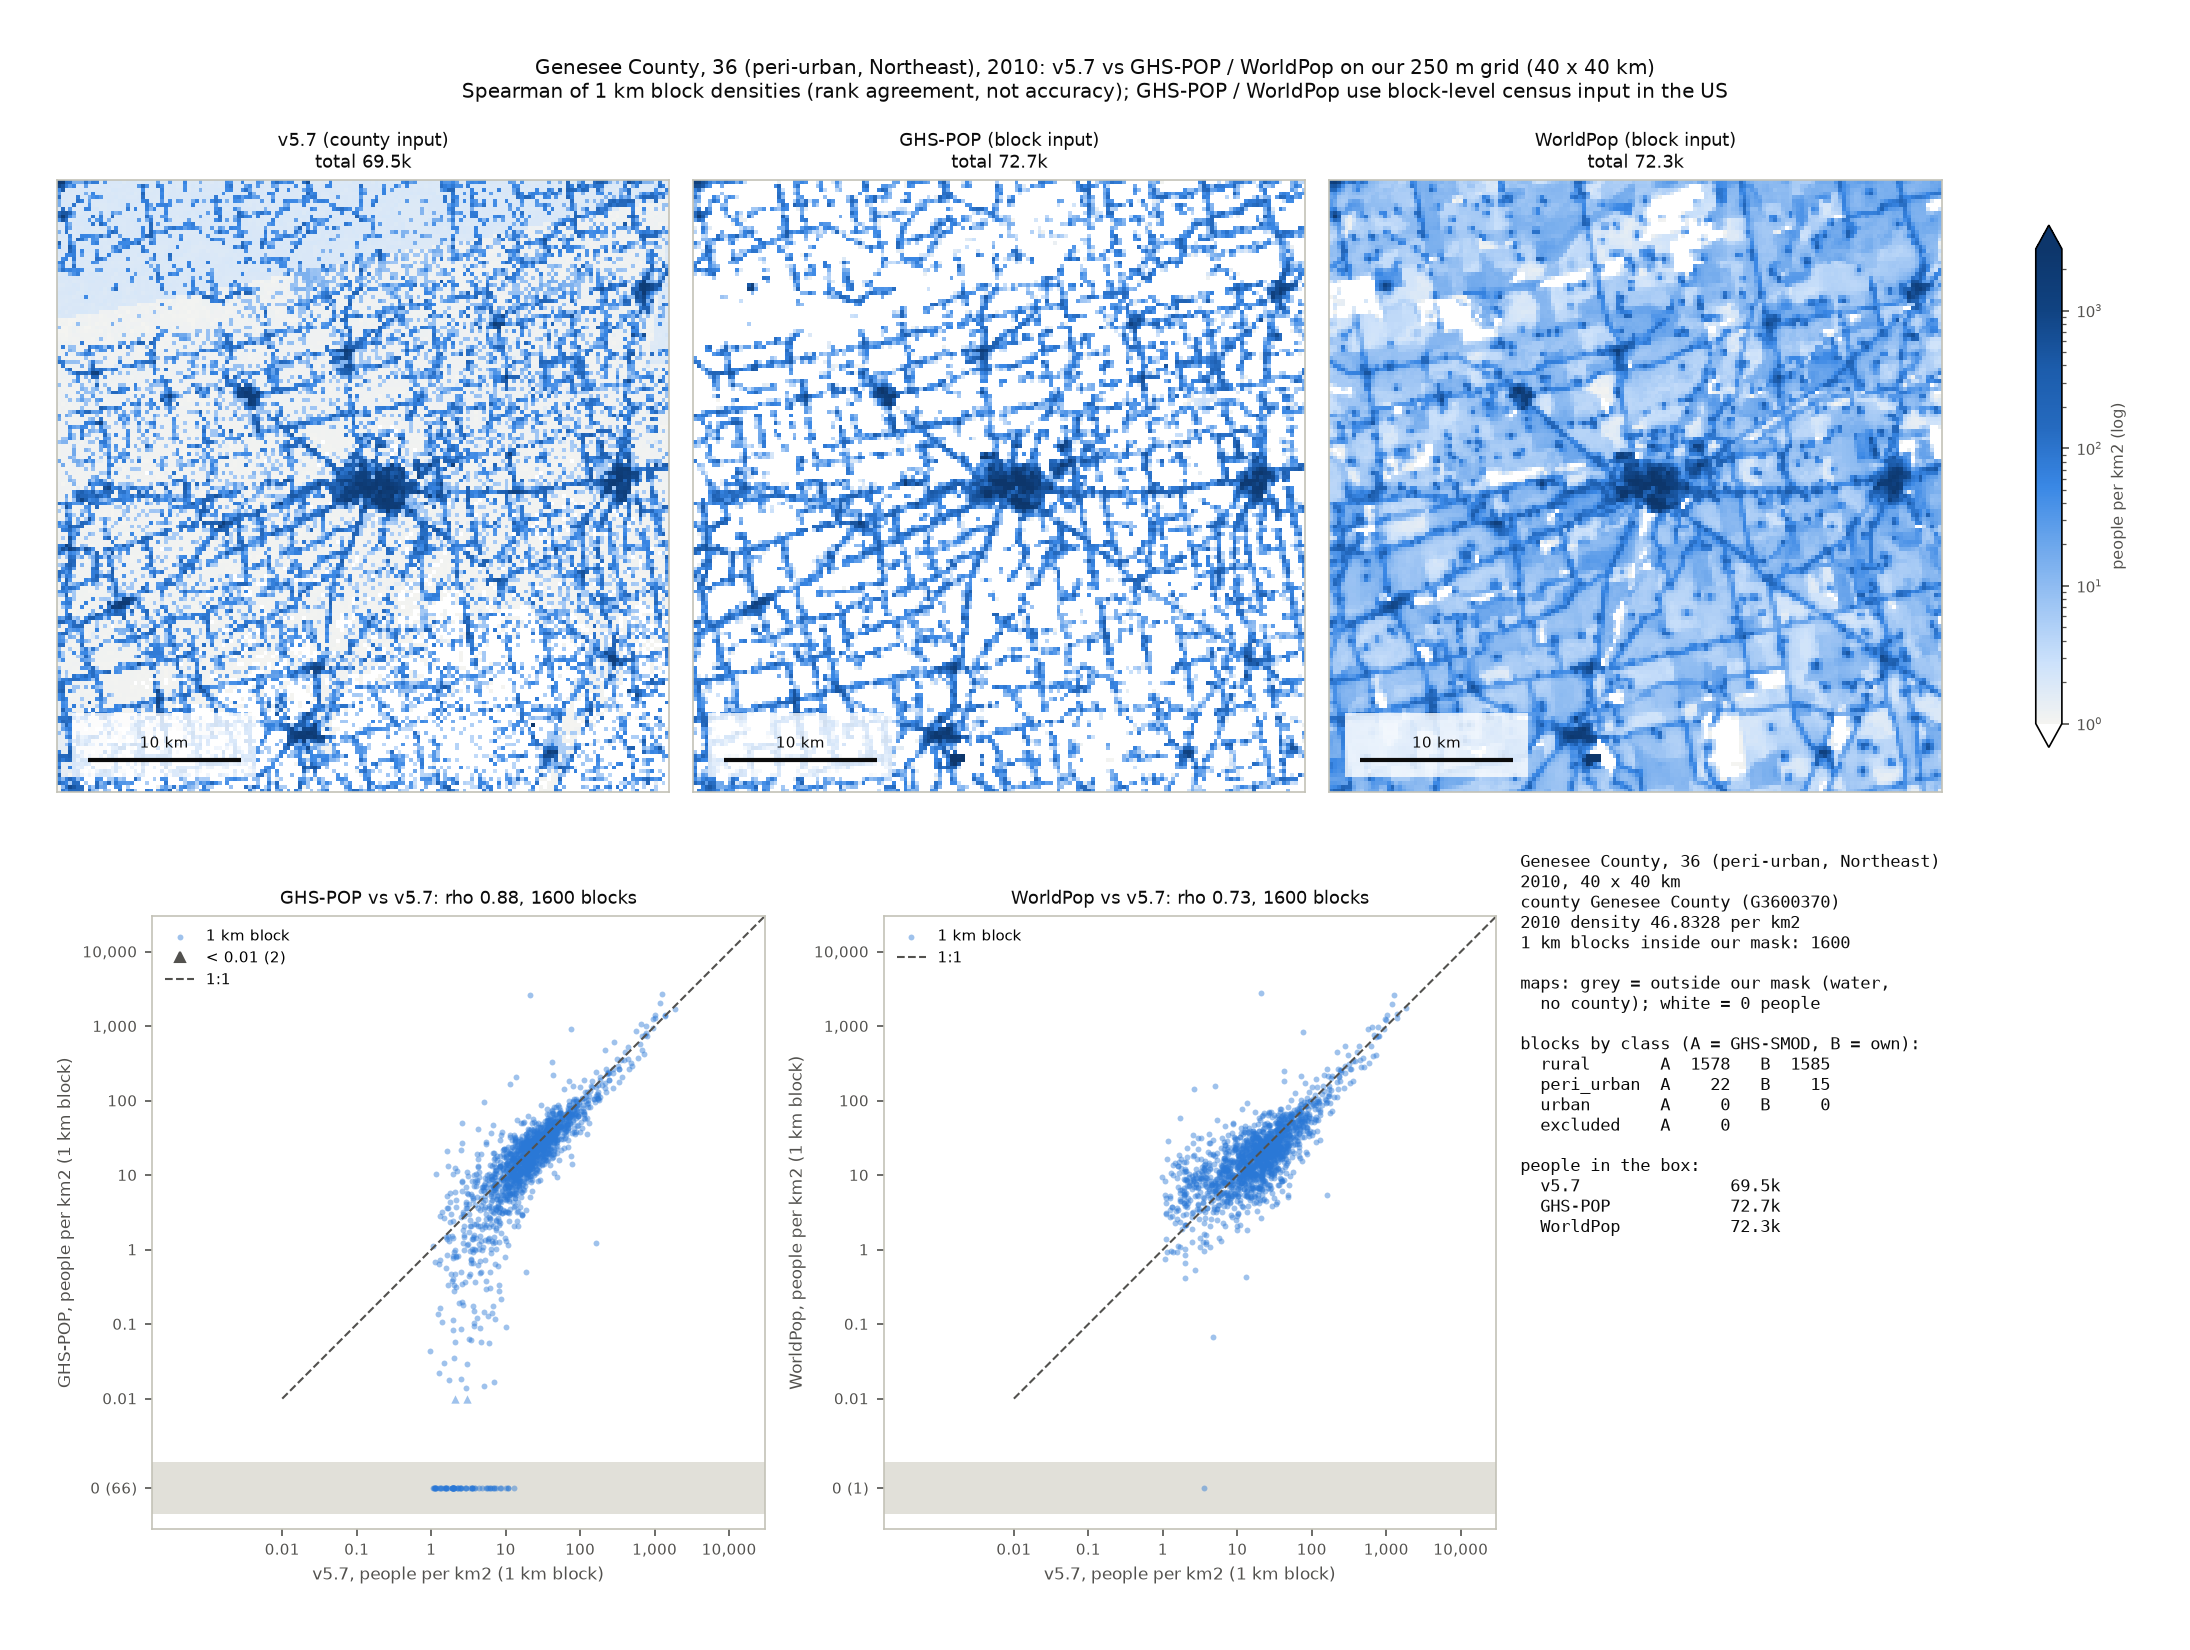 Genesee County, 36 (peri-urban, Northeast), 2010: v5.7 vs GHS-POP / WorldPop on our 250 m grid (40 x 40 km)
Spearman of 1 km block densities (rank agreement, not accuracy); GHS-POP / WorldPop use block-level census input in the US
v5.7 (county input)
total 69.5k
GHS-POP (block input)
total 72.7k
WorldPop (block input)
total 72.3k
10 km
10 km
10 km
10³
10²
10¹
10⁰
people per km2 (log)
GHS-POP vs v5.7: rho 0.88, 1600 blocks
1 km block
< 0.01 (2)
1:1
10,000
1,000
100
10
1
0.1
0.01
0 (66)
GHS-POP, people per km2 (1 km block)
0.01
0.1
1
10
100
1,000
10,000
v5.7, people per km2 (1 km block)
WorldPop vs v5.7: rho 0.73, 1600 blocks
1 km block
1:1
10,000
1,000
100
10
1
0.1
0.01
0 (1)
WorldPop, people per km2 (1 km block)
0.01
0.1
1
10
100
1,000
10,000
v5.7, people per km2 (1 km block)
Genesee County, 36 (peri-urban, Northeast)
2010, 40 x 40 km
county Genesee County (G3600370)
2010 density 46.8328 per km2
1 km blocks inside our mask: 1600
maps: grey = outside our mask (water,
no county); white = 0 people
blocks by class (A = GHS-SMOD, B = own):
rural A 1578 B 1585
peri_urban A 22 B 15
urban A 0 B 0
excluded A 0
people in the box:
v5.7 69.5k
GHS-POP 72.7k
WorldPop 72.3k